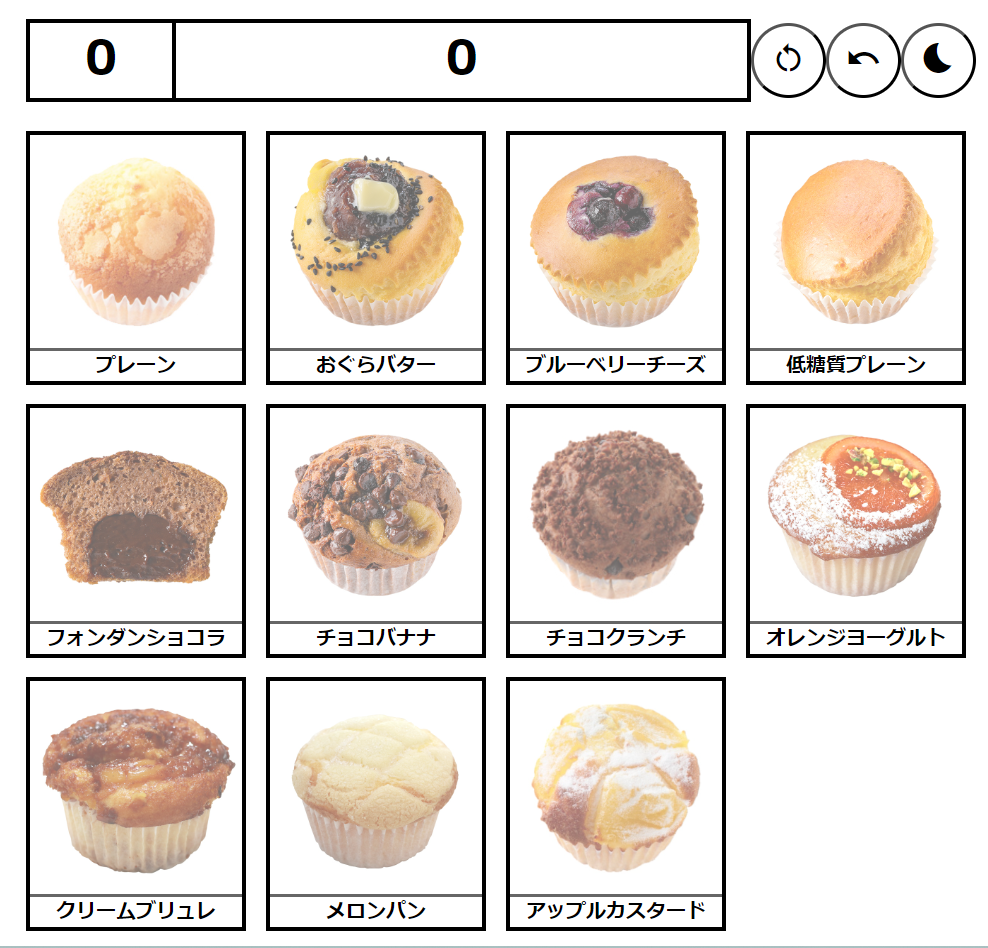 0 0
プレーン おぐらバター ブルーベリーチーズ 低糖質プレーン
フォンダンショコラ チョコバナナ チョコクランチ オレンジヨーグルト
クリームブリュレ メロンパン アップルカスタード